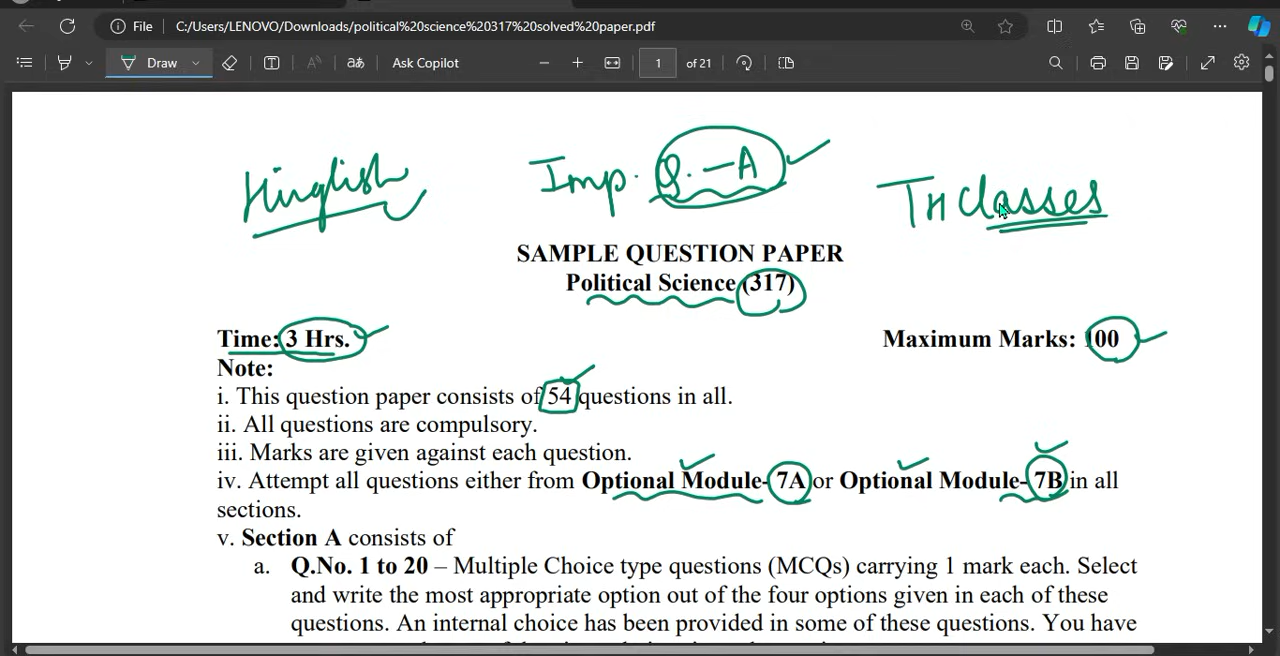 File C:/Users/LENOVO/Downloads/political%20science%20317%20solved%20paper.pdf
Draw Ask Copilot 1 of 21
Hinglish Imp. Q.-A TH classes
SAMPLE QUESTION PAPER
Political Science (317)
Time: 3 Hrs. Maximum Marks: 100
Note:
i. This question paper consists of 54 questions in all.
ii. All questions are compulsory.
iii. Marks are given against each question.
iv. Attempt all questions either from Optional Module- 7A or Optional Module- 7B in all
sections.
v. Section A consists of
a. Q.No. 1 to 20 – Multiple Choice type questions (MCQs) carrying 1 mark each. Select
and write the most appropriate option out of the four options given in each of these
questions. An internal choice has been provided in some of these questions. You have